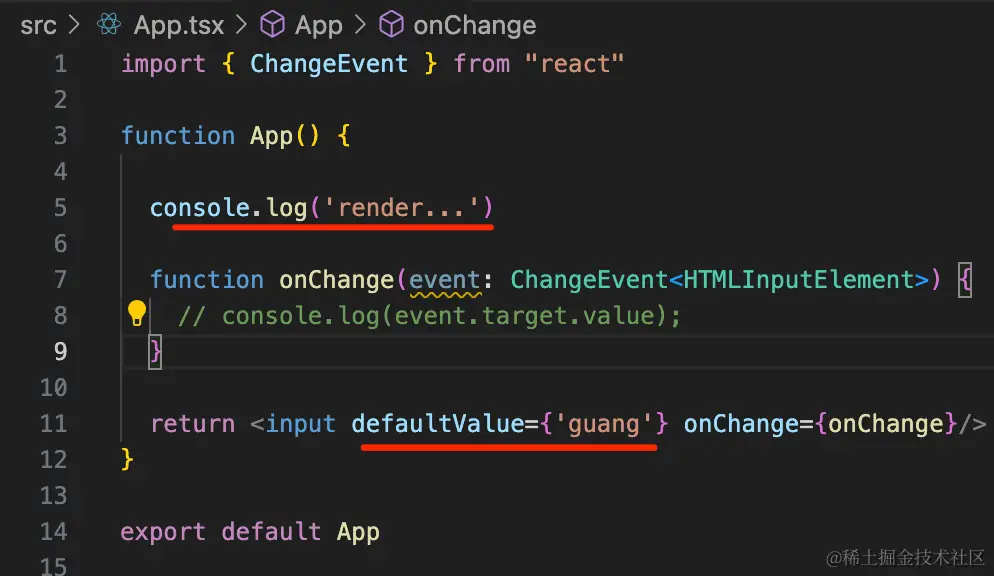 src > App.tsx > App > onChange
1 import { ChangeEvent } from "react"
2
3 function App() {
4
5   console.log('render...')
6
7   function onChange(event: ChangeEvent<HTMLInputElement>) {
8     // console.log(event.target.value);
9   }
10
11   return <input defaultValue={'guang'} onChange={onChange}/>
12 }
13
14 export default App
15
@稀土掘金技术社区